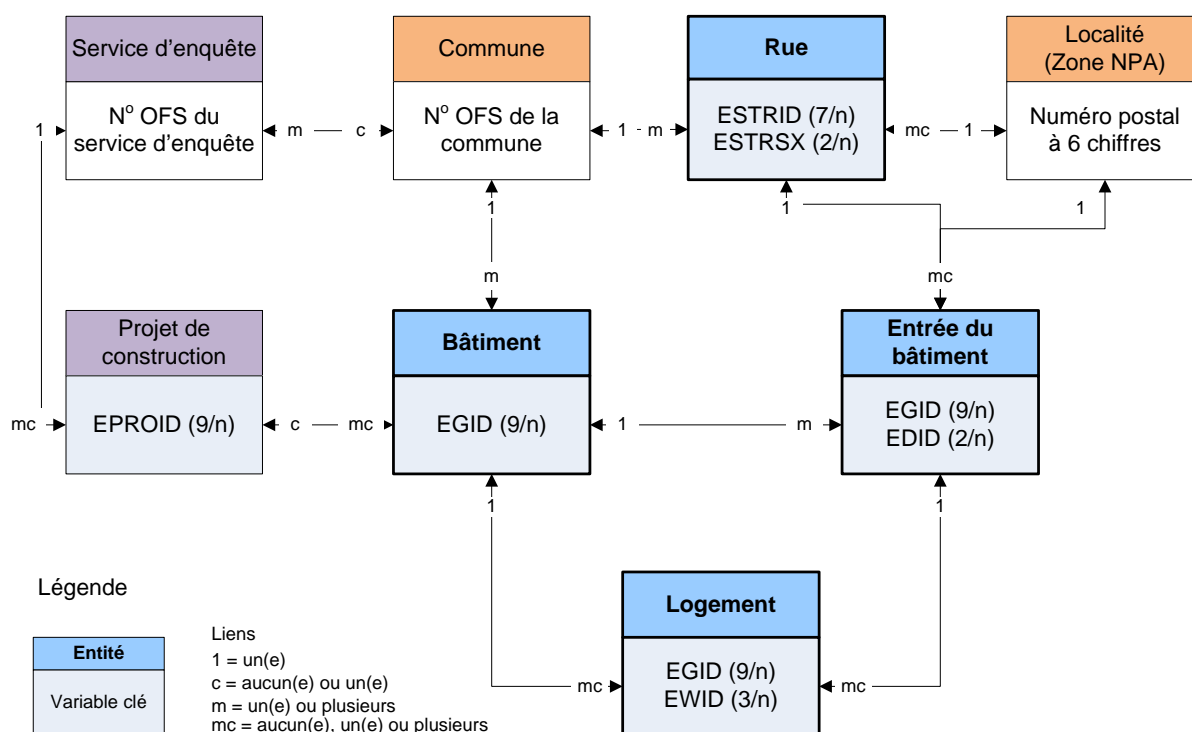 Service d'enquête
Commune
Rue
Localité
(Zone NPA)
Nº OFS du
service d'enquête
Nº OFS de la
commune
ESTRID (7/n)
ESTRSX (2/n)
Numéro postal
à 6 chiffres
1
m
c
1
m
mc
1
1
1
1
m
mc
Projet de
construction
Bâtiment
Entrée du
bâtiment
EPROID (9/n)
EGID (9/n)
EGID (9/n)
EDID (2/n)
mc
c
mc
1
m
1
1
Logement
EGID (9/n)
EWID (3/n)
mc
mc
Légende
Entité
Variable clé
Liens
1 = un(e)
c = aucun(e) ou un(e)
m = un(e) ou plusieurs
mc = aucun(e), un(e) ou plusieurs